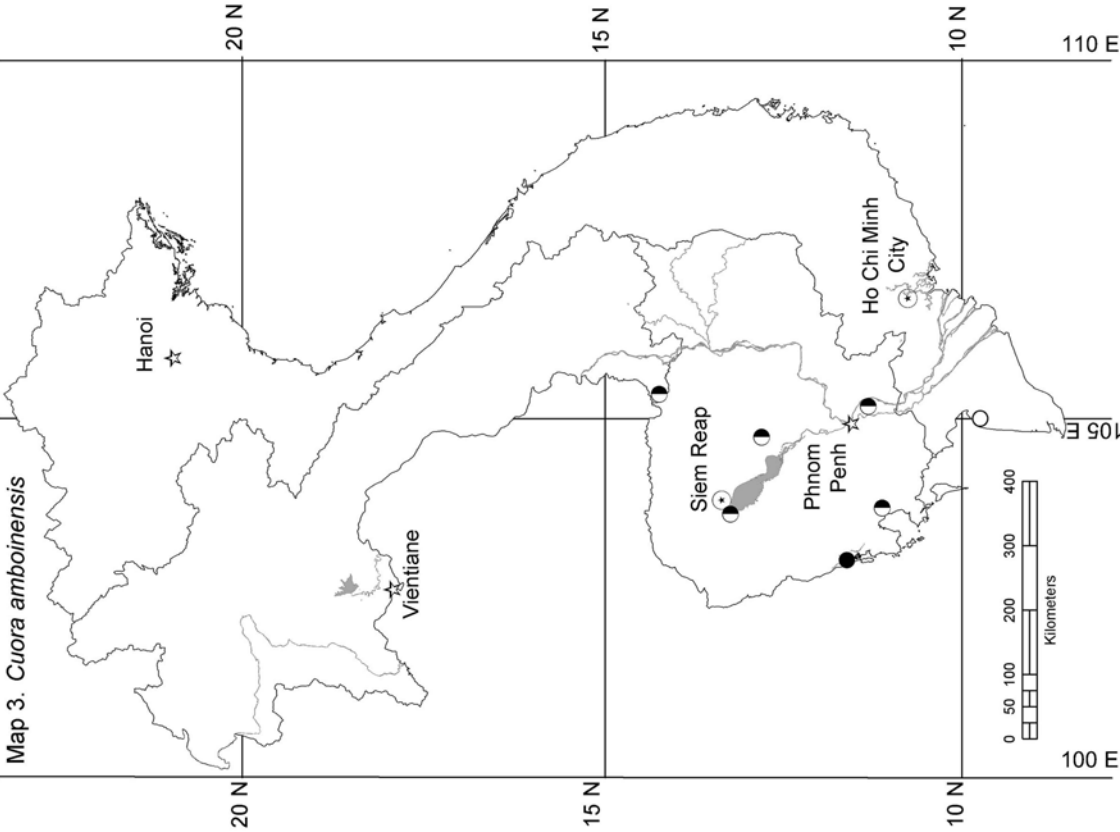 Map 3. Cuora amboinensis
20 N
15 N
10 N
110 E
Hanoi
Ho Chi Minh
City
105 E
Siem Reap
Phnom
Penh
Vientiane
0 50 100 200 300 400
Kilometers
100 E
20 N
15 N
10 N